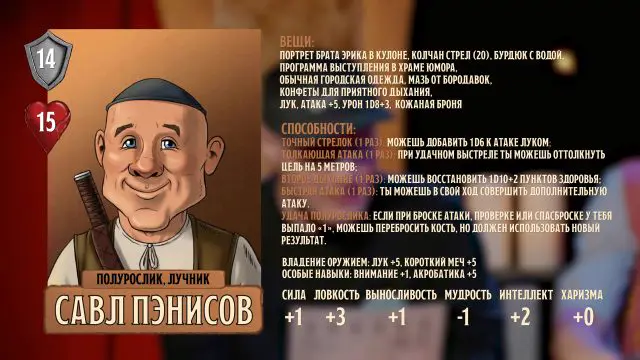 14
15
ПОЛУРОСЛИК, ЛУЧНИК
САВЛ ПЭНИСОВ
ВЕЩИ:
ПОРТРЕТ БРАТА ЭРИКА В КУЛОНЕ, КОЛЧАН СТРЕЛ (20), БУРДЮК С ВОДОЙ,
ПРОГРАММА ВЫСТУПЛЕНИЯ В ХРАМЕ ЮМОРА,
ОБЫЧНАЯ ГОРОДСКАЯ ОДЕЖДА, МАЗЬ ОТ БОРОДАВОК,
КОНФЕТЫ ДЛЯ ПРИЯТНОГО ДЫХАНИЯ,
ЛУК, АТАКА +5, УРОН 1D8+3, КОЖАНАЯ БРОНЯ
СПОСОБНОСТИ:
ТОЧНЫЙ СТРЕЛОК (1 РАЗ): МОЖЕШЬ ДОБАВИТЬ 1D6 К АТАКЕ ЛУКОМ;
ТОЛКАЮЩАЯ АТАКА (1 РАЗ): ПРИ УДАЧНОМ ВЫСТРЕЛЕ ТЫ МОЖЕШЬ ОТТОЛКНУТЬ
ЦЕЛЬ НА 5 МЕТРОВ;
ВТОРОЕ ДЫХАНИЕ (1 РАЗ): МОЖЕШЬ ВОССТАНОВИТЬ 1D10+2 ПУНКТОВ ЗДОРОВЬЯ;
БЫСТРАЯ АТАКА (1 РАЗ): ТЫ МОЖЕШЬ В СВОЙ ХОД СОВЕРШИТЬ ДОПОЛНИТЕЛЬНУЮ
АТАКУ.
УДАЧА ПОЛУРОСЛИКА: ЕСЛИ ПРИ БРОСКЕ АТАКИ, ПРОВЕРКЕ ИЛИ СПАСБРОСКЕ У ТЕБЯ
ВЫПАЛО «1», МОЖЕШЬ ПЕРЕБРОСИТЬ КОСТЬ, НО ДОЛЖЕН ИСПОЛЬЗОВАТЬ НОВЫЙ
РЕЗУЛЬТАТ.
ВЛАДЕНИЕ ОРУЖИЕМ: ЛУК +5, КОРОТКИЙ МЕЧ +5
ОСОБЫЕ НАВЫКИ: ВНИМАНИЕ +1, АКРОБАТИКА +5
СИЛА ЛОВКОСТЬ ВЫНОСЛИВОСТЬ МУДРОСТЬ ИНТЕЛЛЕКТ ХАРИЗМА
+1 +3 +1 -1 +2 +0